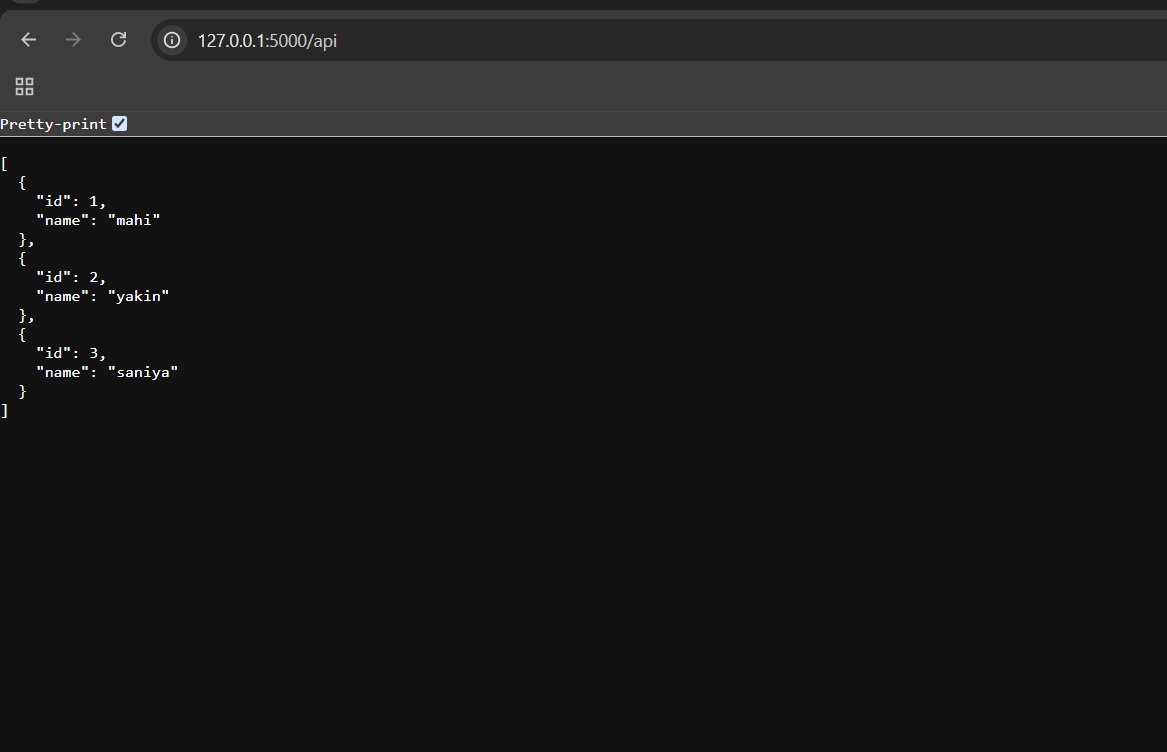 127.0.0.1:5000/api
Pretty-print
[
  {
    "id": 1,
    "name": "mahi"
  },
  {
    "id": 2,
    "name": "yakin"
  },
  {
    "id": 3,
    "name": "saniya"
  }
]